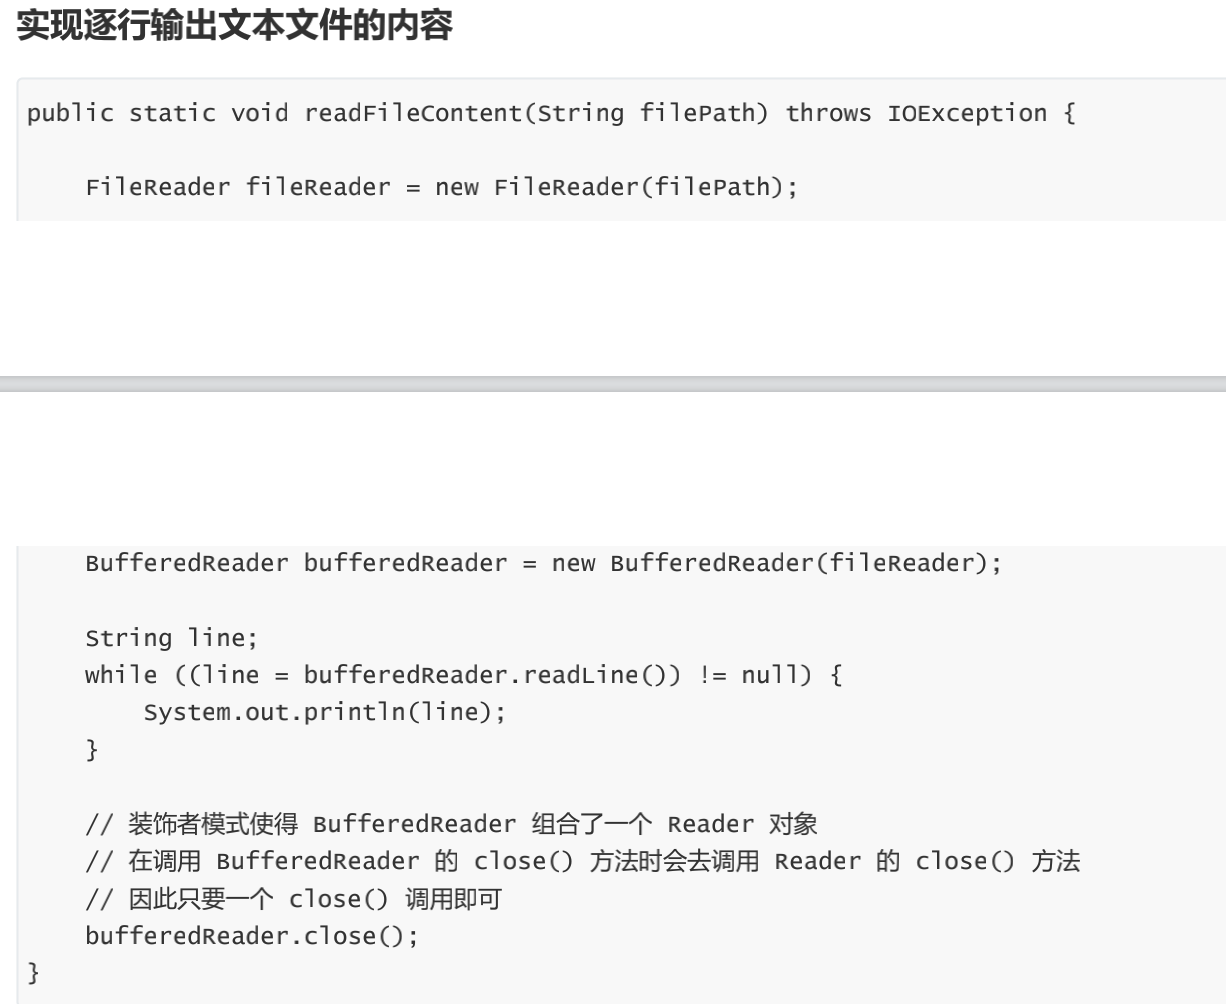 实现逐行输出文本文件的内容
public static void readFileContent(String filePath) throws IOException {
    FileReader fileReader = new FileReader(filePath);
    BufferedReader bufferedReader = new BufferedReader(fileReader);
    String line;
    while ((line = bufferedReader.readLine()) != null) {
        System.out.println(line);
    }
    // 装饰者模式使得 BufferedReader 组合了一个 Reader 对象
    // 在调用 BufferedReader 的 close() 方法时会去调用 Reader 的 close() 方法
    // 因此只要一个 close() 调用即可
    bufferedReader.close();
}